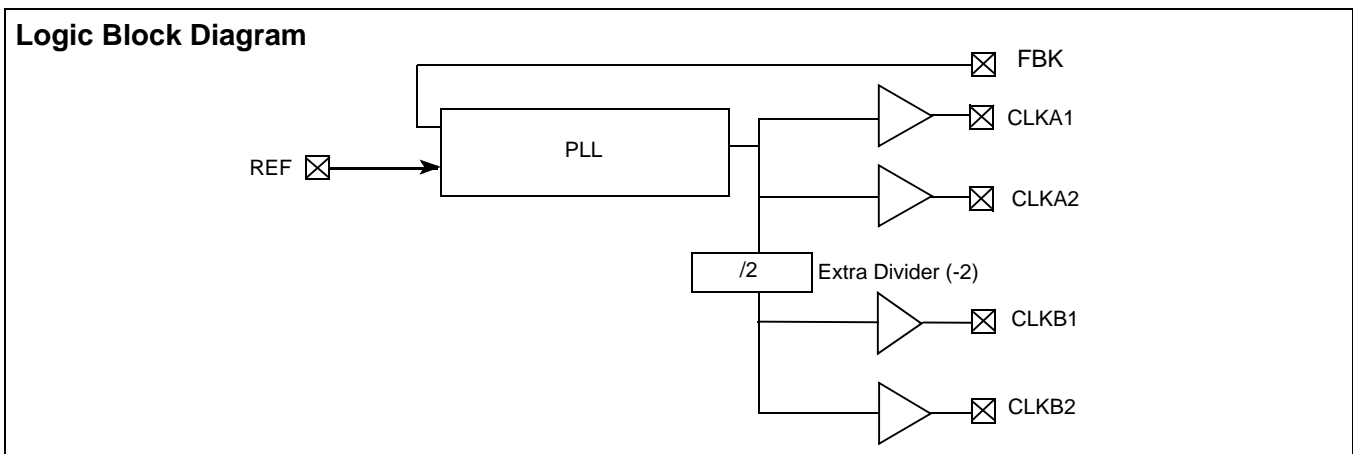 Logic Block Diagram
FBK
CLKA1
PLL
REF
CLKA2
/2
Extra Divider (-2)
CLKB1
CLKB2